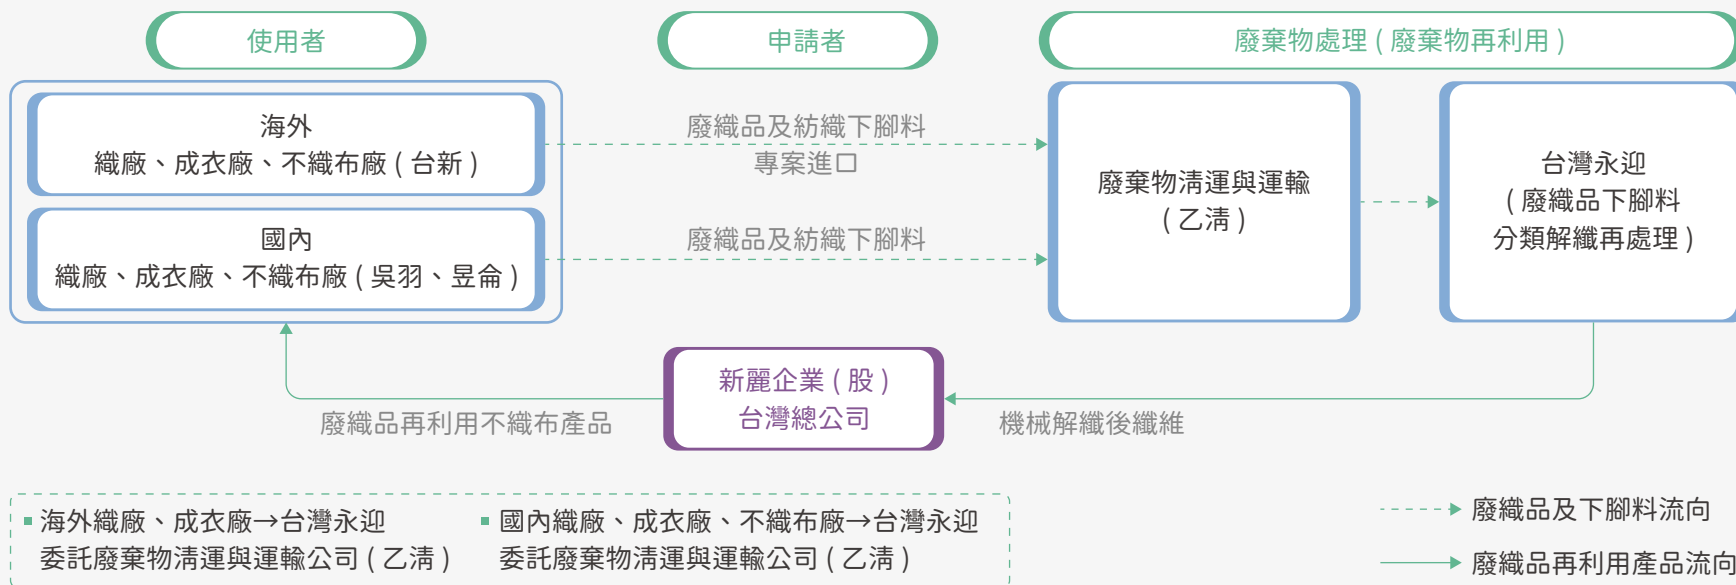 使用者
申請者
廢棄物處理 ( 廢棄物再利用 )
海外
織廠、成衣廠、不織布廠 ( 台新 )
廢織品及紡織下腳料
專案進口
國內
織廠、成衣廠、不織布廠 ( 吳羽、昱侖 )
廢織品及紡織下腳料
廢棄物清運與運輸
( 乙清 )
台灣永迎
( 廢織品下腳料
分類解纖再處理 )
新麗企業 ( 股 )
台灣總公司
廢織品再利用不織布產品
機械解纖後纖維
海外織廠、成衣廠→台灣永迎
委託廢棄物清運與運輸公司 ( 乙清 )
國內織廠、成衣廠、不織布廠→台灣永迎
委託廢棄物清運與運輸公司 ( 乙清 )
廢織品及下腳料流向
廢織品再利用產品流向